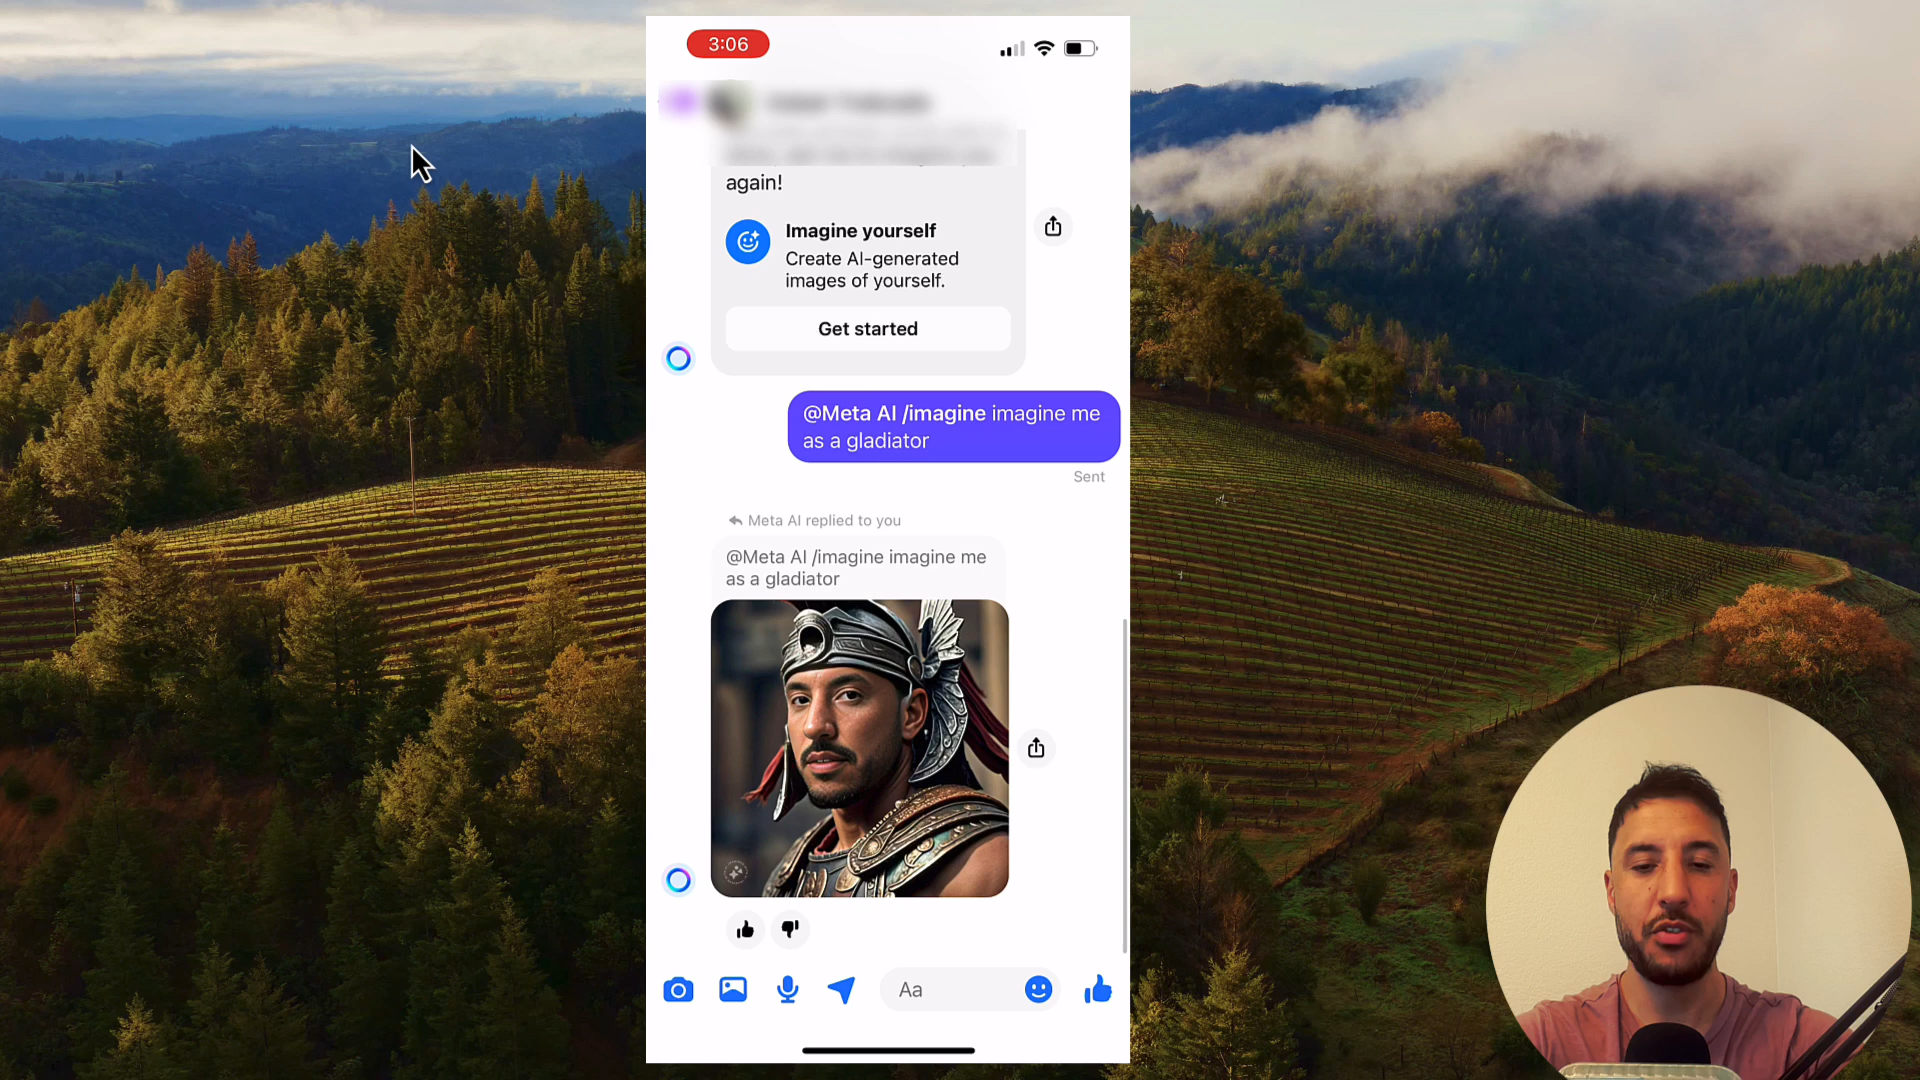 3:06
again!
Imagine yourself
Create AI-generated
images of yourself.
Get started
@Meta AI /imagine imagine me
as a gladiator
Sent
Meta AI replied to you
@Meta AI /imagine imagine me
as a gladiator
Aa